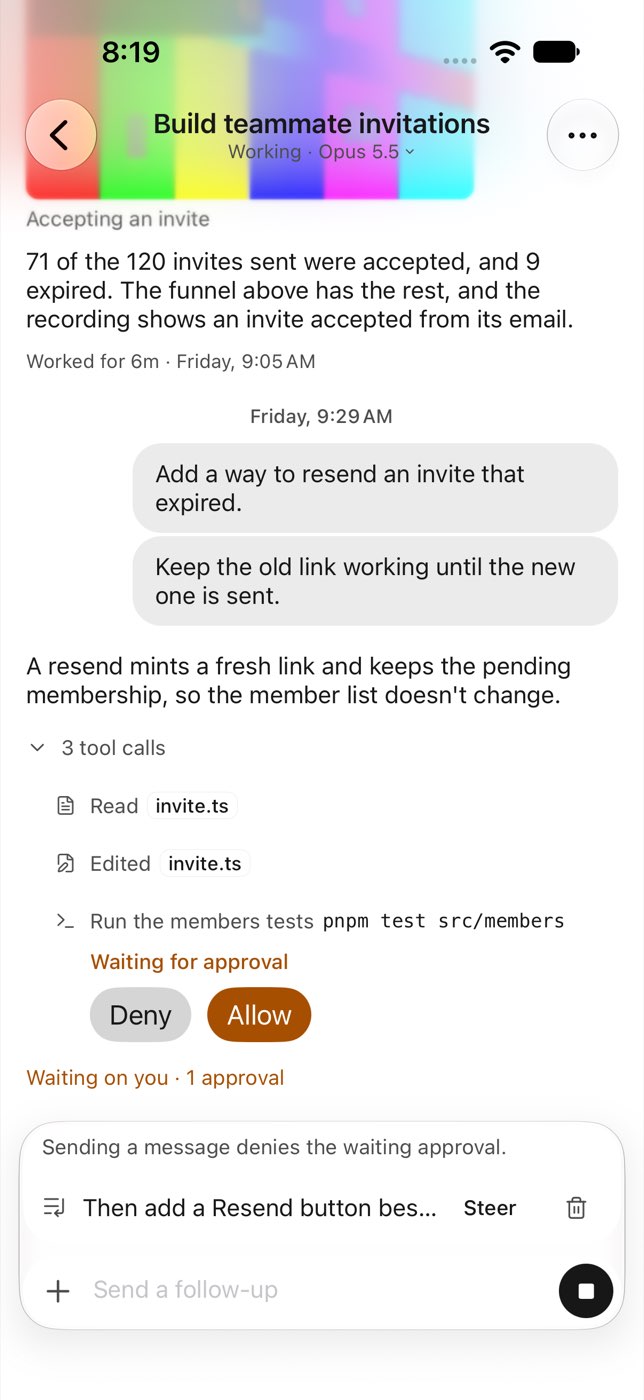 8:19
Build teammate invitations
Working · Opus 5.5
Accepting an invite
71 of the 120 invites sent were accepted, and 9
expired. The funnel above has the rest, and the
recording shows an invite accepted from its email.
Worked for 6m · Friday, 9:05 AM
Friday, 9:29 AM
Add a way to resend an invite that
expired.
Keep the old link working until the new
one is sent.
A resend mints a fresh link and keeps the pending
membership, so the member list doesn't change.
3 tool calls
Read invite.ts
Edited invite.ts
Run the members tests pnpm test src/members
Waiting for approval
Deny Allow
Waiting on you · 1 approval
Sending a message denies the waiting approval.
Then add a Resend button bes... Steer
Send a follow-up